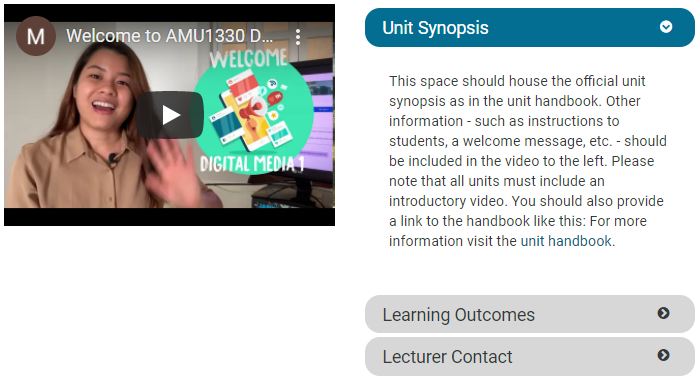 M
Welcome to AMU1330 D...
WELCOME
DIGITAL MEDIA 1
Unit Synopsis
This space should house the official unit
synopsis as in the unit handbook. Other
information - such as instructions to
students, a welcome message, etc. - should
be included in the video to the left. Please
note that all units must include an
introductory video. You should also provide
a link to the handbook like this: For more
information visit the unit handbook.
Learning Outcomes
Lecturer Contact